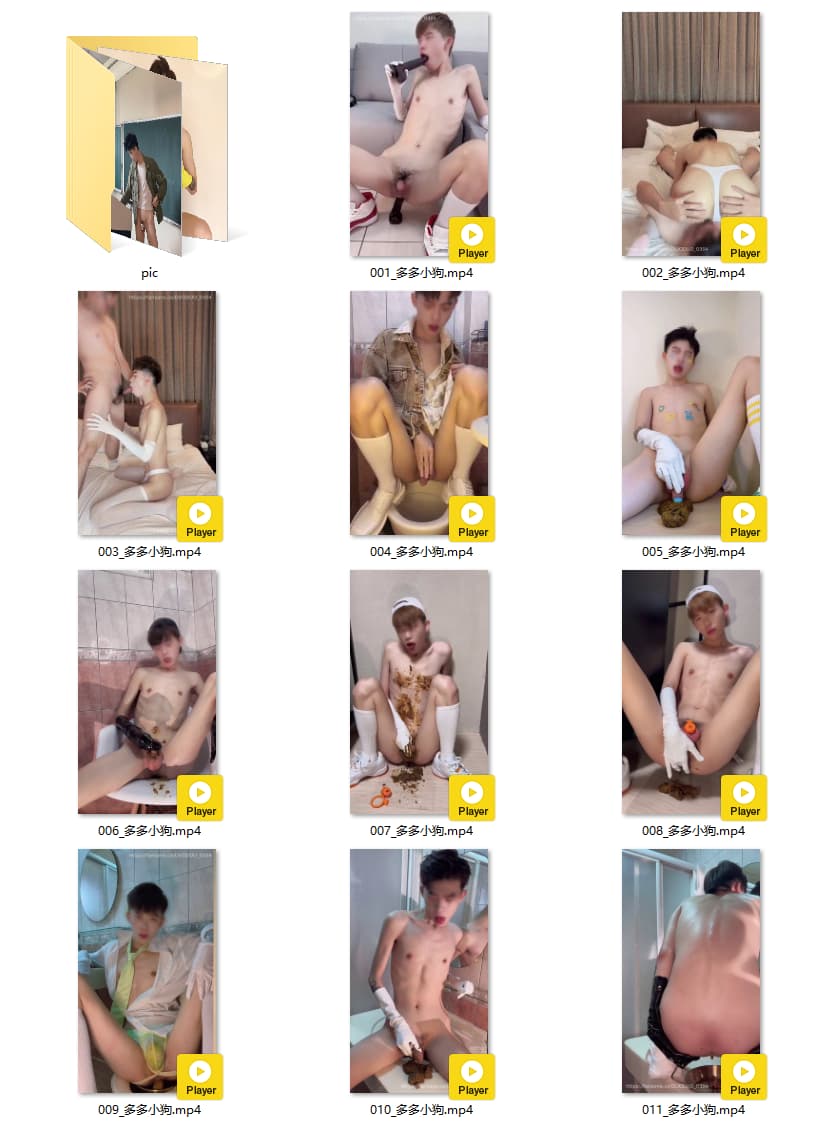 pic
Player
001_多多小狗.mp4
Player
002_多多小狗.mp4
Player
003_多多小狗.mp4
Player
004_多多小狗.mp4
Player
005_多多小狗.mp4
Player
006_多多小狗.mp4
Player
007_多多小狗.mp4
Player
008_多多小狗.mp4
Player
009_多多小狗.mp4
Player
010_多多小狗.mp4
Player
011_多多小狗.mp4